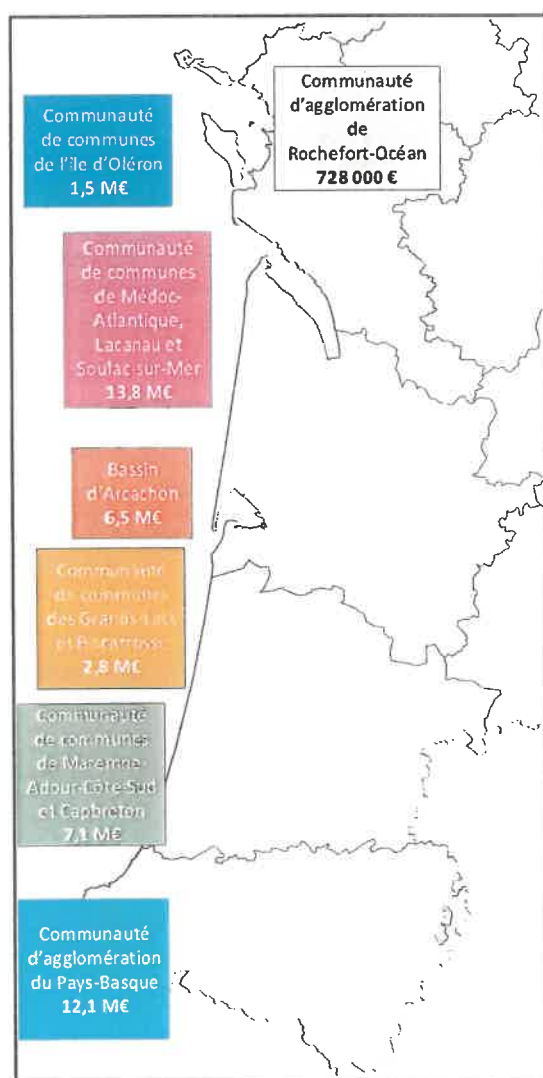 Communauté
d'agglomération
de
Rochefort-Océan
728 000 €
Communauté
de communes
de l'île d'Oléron
1,5 M€
Communauté
de communes
de Médoc-
Atlantique,
Lacanau et
Soulac-sur-Mer
13,8 M€
Bassin
d'Arcachon
6,5 M€
Communauté
de communes
des Grands-Lacs
et Biscarrosse
2,8 M€
Communauté
de communes
de Maremne-
Adour-Côte-Sud
et Capbreton
7,1 M€
Communauté
d'agglomération
du Pays-Basque
12,1 M€